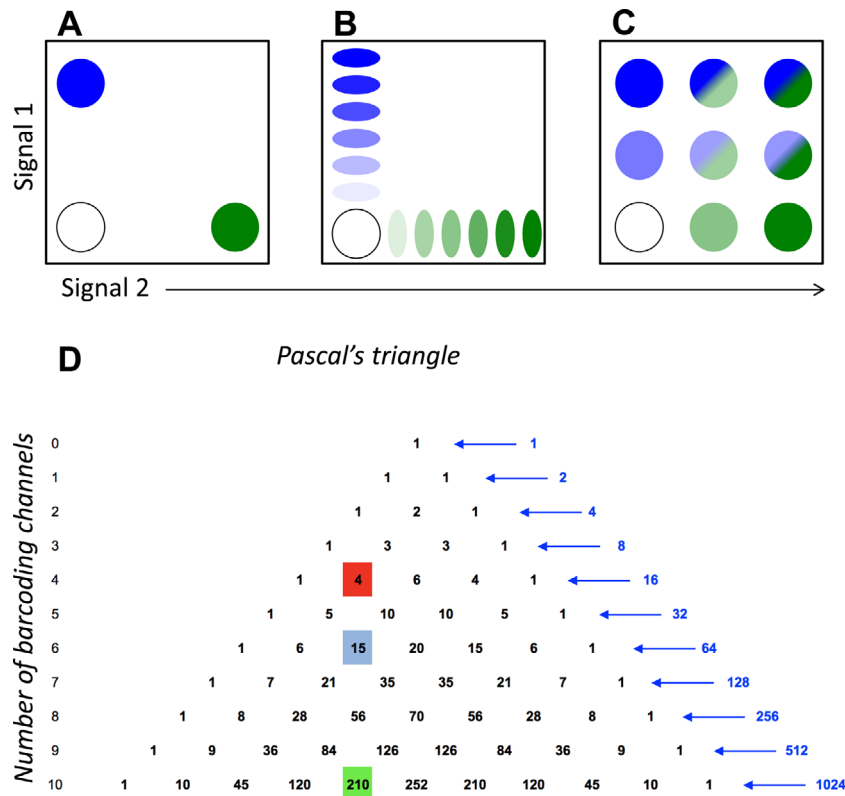 A B C
Signal 1
Signal 2
D Pascal's triangle
Number of barcoding channels
0 1 1
1 1 1 2
2 1 2 1 4
3 1 3 3 1 8
4 1 4 6 4 1 16
5 1 5 10 10 5 1 32
6 1 6 15 20 15 6 1 64
7 1 7 21 35 35 21 7 1 128
8 1 8 28 56 70 56 28 8 1 256
9 1 9 36 84 126 126 84 36 9 1 512
10 1 10 45 120 210 252 210 120 45 10 1 1024